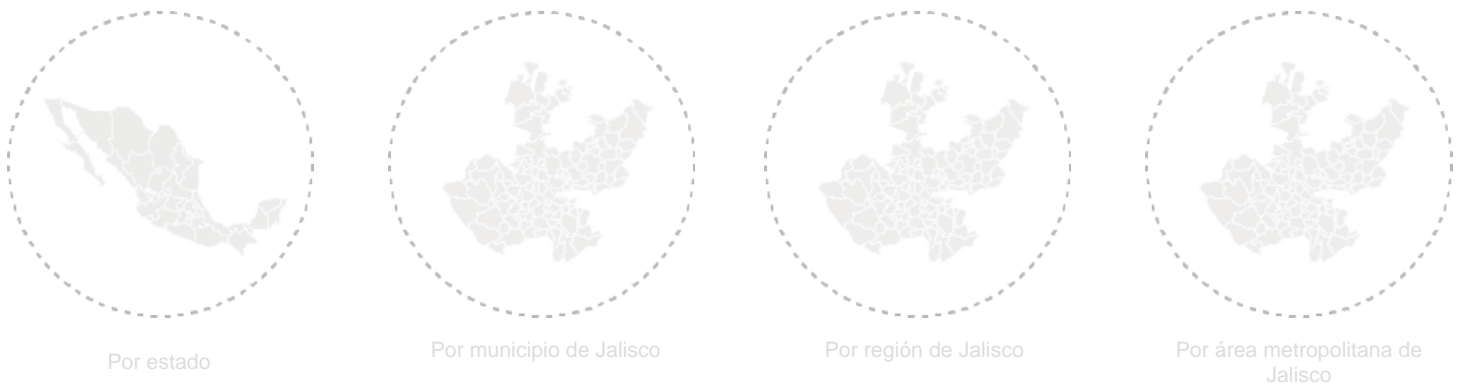 Por estado
Por municipio de Jalisco
Por región de Jalisco
Por área metropolitana de
Jalisco